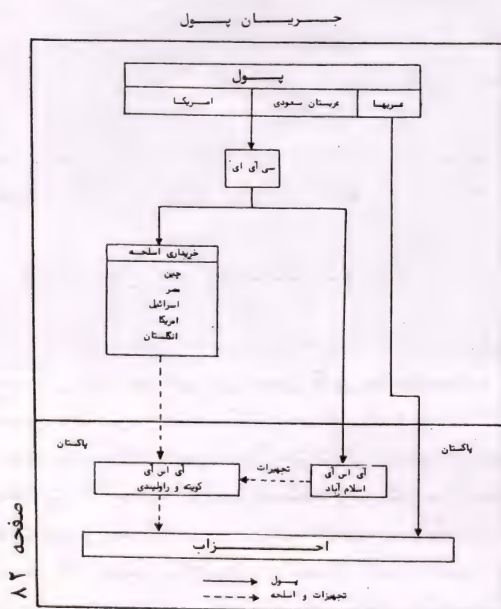 جریان پول
پول
امریکا
عربستان سعودی
عربها
سی آی ای
خریداری اسلحه
چین
مصر
اسرائیل
امریکا
انگلستان
پاکستان
پاکستان
آی اس آی
کویته و راولپندی
تجهیزات
آی اس آی
اسلام آباد
احزاب
پول
تجهیزات و اسلحه
صفحه ۸۲